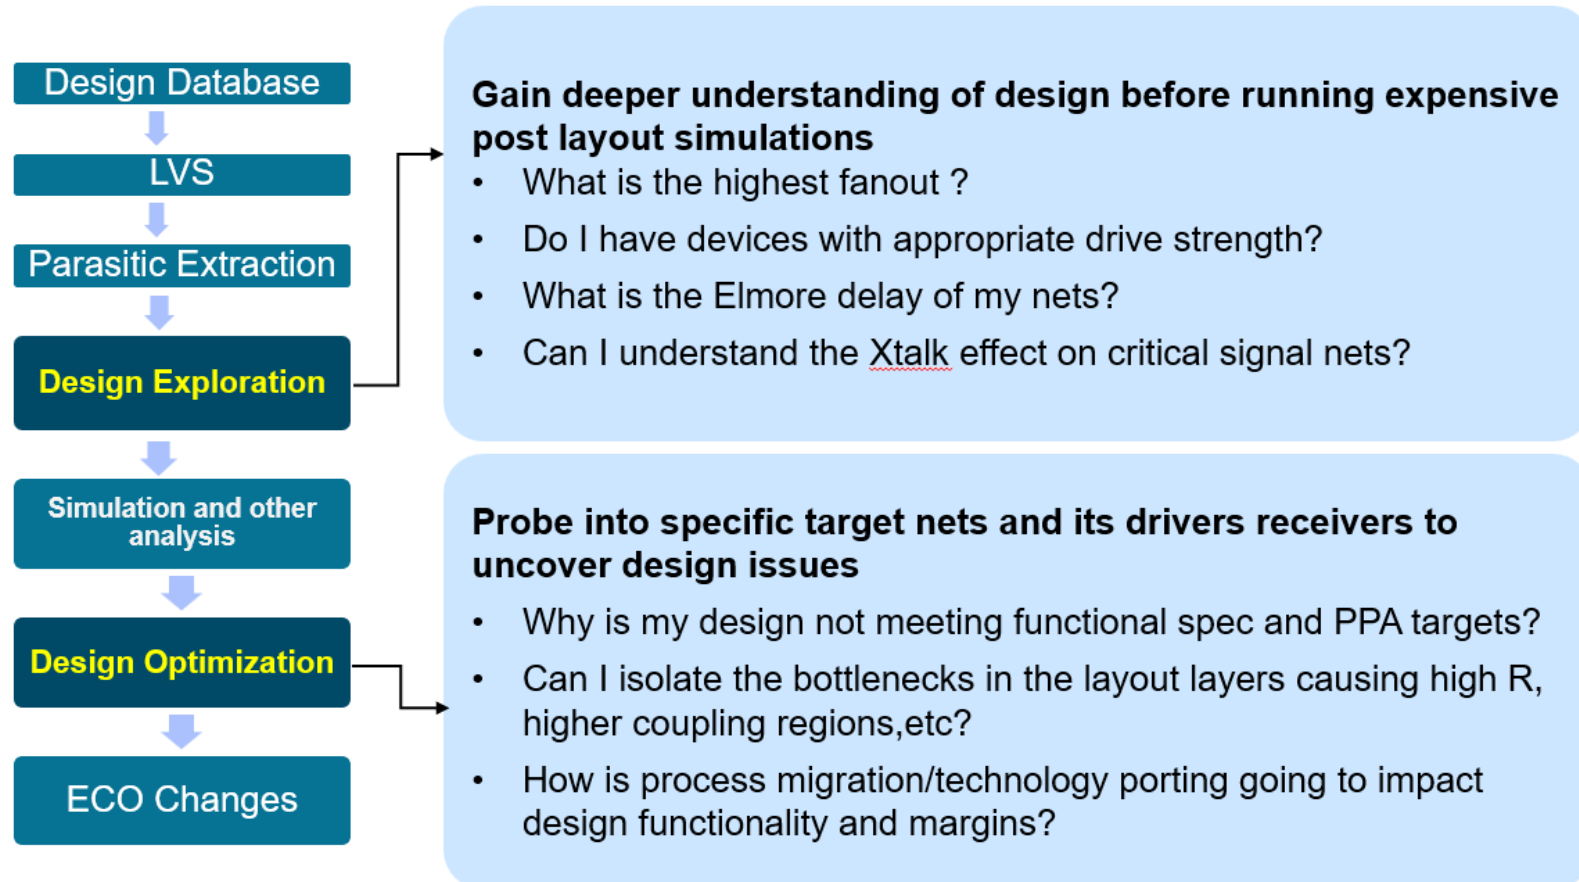 Design Database
LVS
Parasitic Extraction
Design Exploration
Simulation and other
analysis
Design Optimization
ECO Changes
Gain deeper understanding of design before running expensive
post layout simulations
• What is the highest fanout ?
• Do I have devices with appropriate drive strength?
• What is the Elmore delay of my nets?
• Can I understand the Xtalk effect on critical signal nets?
Probe into specific target nets and its drivers receivers to
uncover design issues
• Why is my design not meeting functional spec and PPA targets?
• Can I isolate the bottlenecks in the layout layers causing high R,
higher coupling regions,etc?
• How is process migration/technology porting going to impact
design functionality and margins?